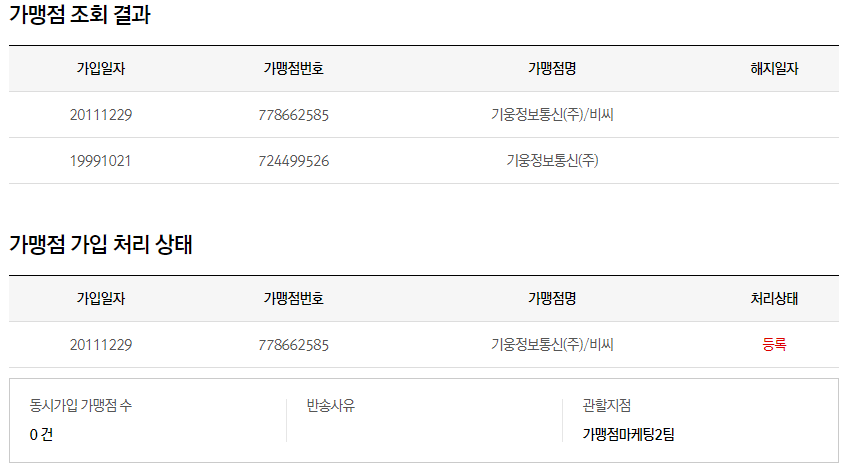 가맹점 조회 결과
가입일자 가맹점번호 가맹점명 해지일자
20111229 778662585 기웅정보통신(주)/비씨
19991021 724499526 기웅정보통신(주)
가맹점 가입 처리 상태
가입일자 가맹점번호 가맹점명 처리상태
20111229 778662585 기웅정보통신(주)/비씨 등록
동시가입 가맹점 수 반송사유 관할지점
0 건 가맹점마케팅2팀